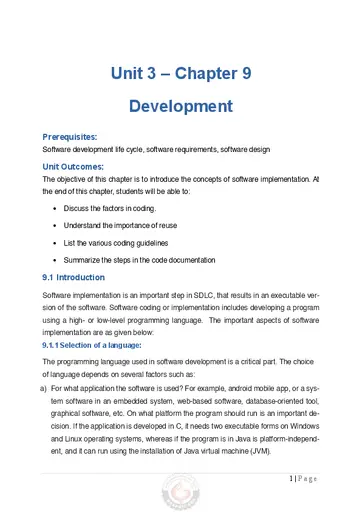 Unit 3 – Chapter 9
Development
Prerequisites:
Software development life cycle, software requirements, software design
Unit Outcomes:
The objective of this chapter is to introduce the concepts of software implementation. At
the end of this chapter, students will be able to:
• Discuss the factors in coding.
• Understand the importance of reuse
• List the various coding guidelines
• Summarize the steps in the code documentation
9.1 Introduction
Software implementation is an important step in SDLC, that results in an executable ver-
sion of the software. Software coding or implementation includes developing a program
using a high- or low-level programming language. The important aspects of software
implementation are as given below:
9.1.1 Selection of a language:
The programming language used in software development is a critical part. The choice
of language depends on several factors such as:
a) For what application the software is used? For example, android mobile app, or a sys-
tem software in an embedded system, web-based software, database-oriented tool,
graphical software, etc. On what platform the program should run is an important de-
cision. If the application is developed in C, it needs two executable forms on Windows
and Linux operating systems, whereas if the program is in Java is platform-independ-
ent, and it can run using the installation of Java virtual machine (JVM).
1 | Page